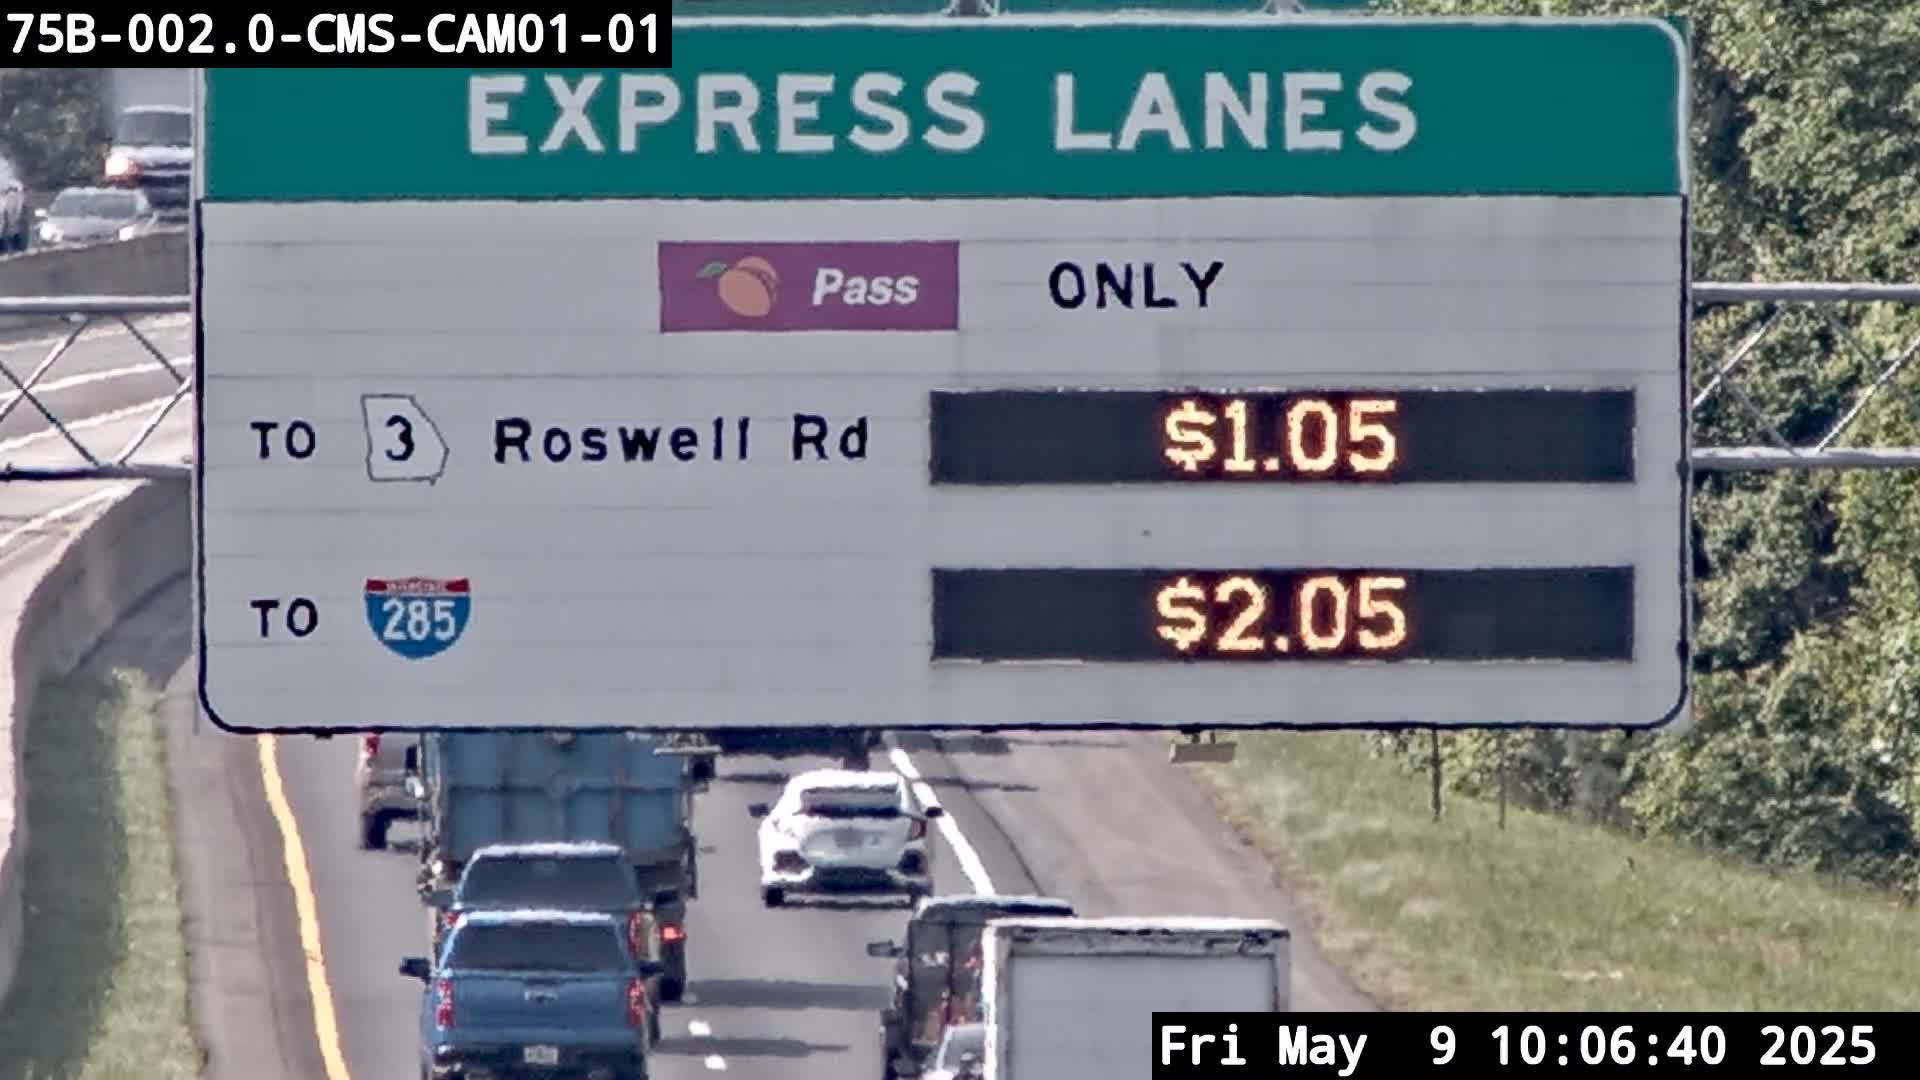 75B-002.0-CMS-CAM01-01
EXPRESS LANES
Pass ONLY
TO 3 Roswell Rd $1.05
TO INTERSTATE 285 $2.05
Fri May 9 10:06:40 2025